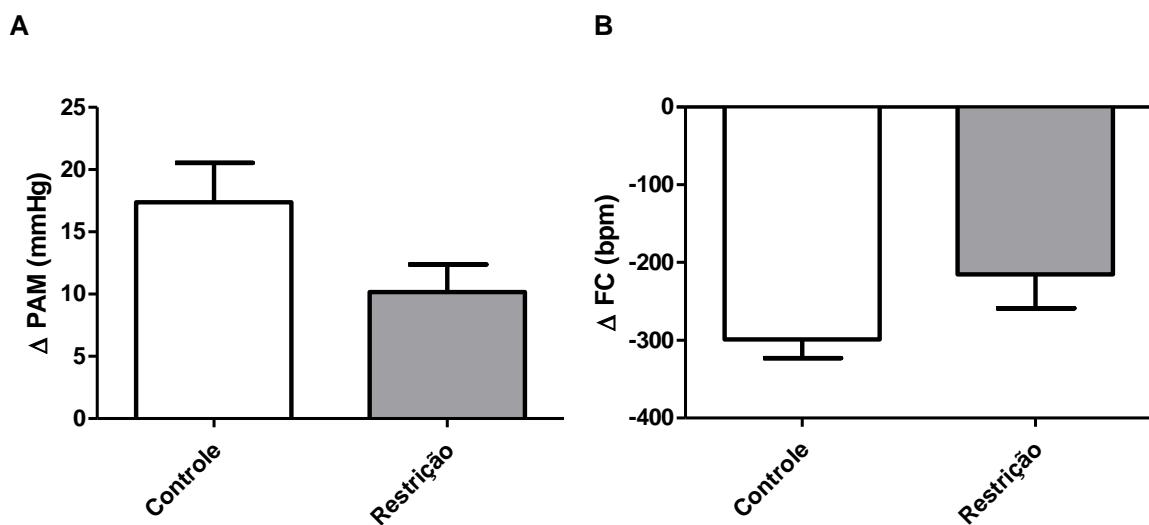 A
Δ PAM (mmHg)
25
20
15
10
5
0
Controle
Restrição
B
Δ FC (bpm)
0
-100
-200
-300
-400
Controle
Restrição